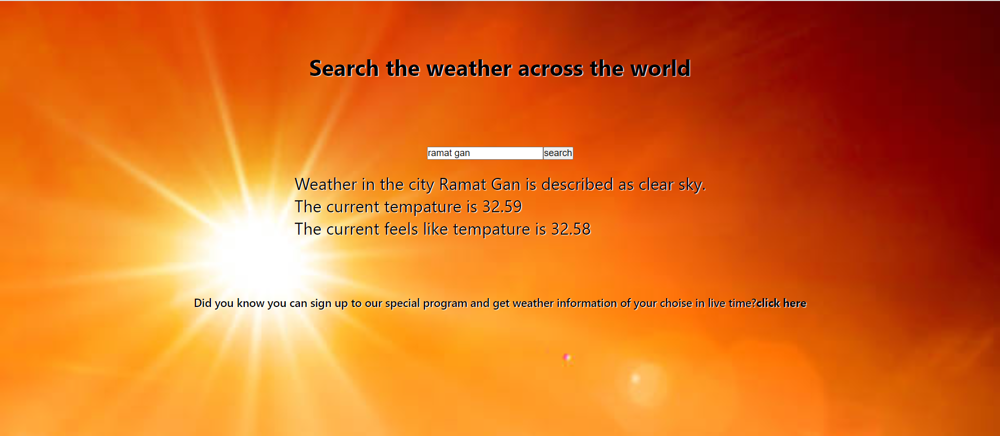 Search the weather across the world
ramat gan search
Weather in the city Ramat Gan is described as clear sky.
The current tempature is 32.59
The current feels like tempature is 32.58
Did you know you can sign up to our special program and get weather information of your choise in live time?click here